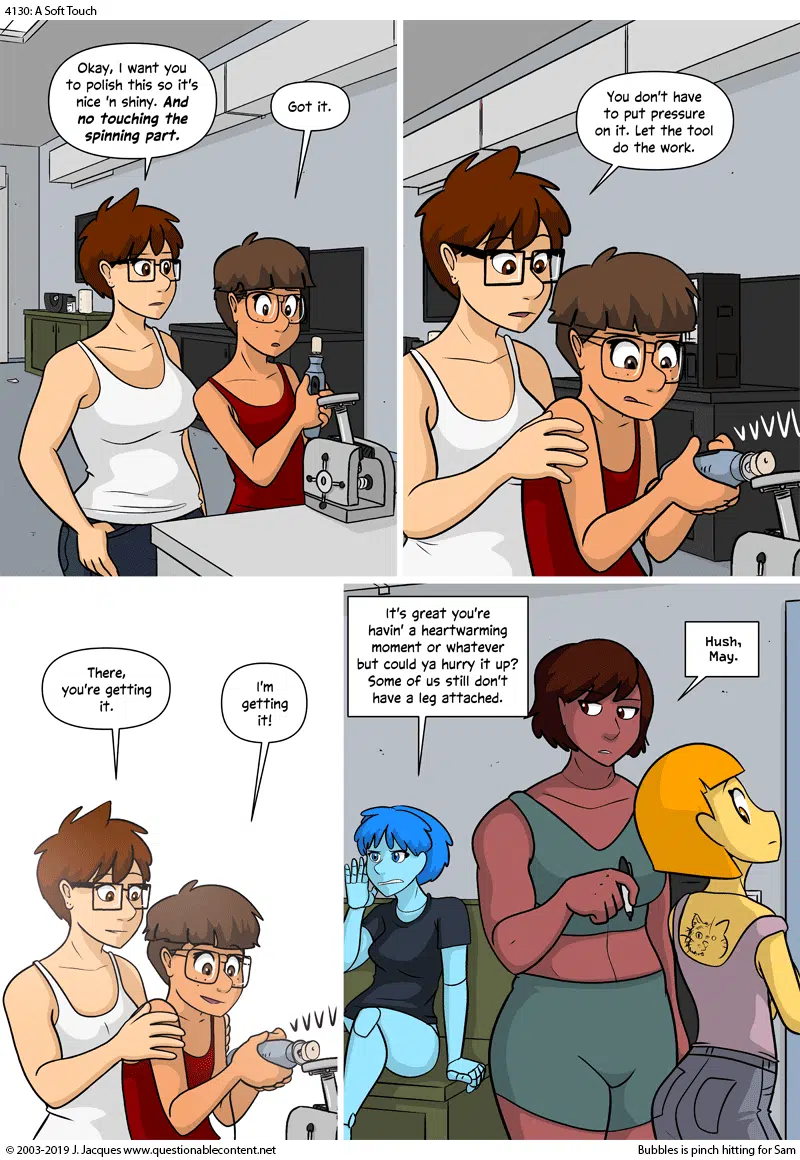 4130: A Soft Touch
Okay, I want you
to polish this so it's
nice 'n shiny. And
no touching the
spinning part.
Got it.
You don't have
to put pressure
on it. Let the tool
do the work.
VVVVV
There,
you're getting
it.
I'm
getting
it!
VVVV
It's great you're
havin' a heartwarming
moment or whatever
but could ya hurry it up?
Some of us still don't
have a leg attached.
Hush,
May.
© 2003-2019 J. Jacques www.questionablecontent.net
Bubbles is pinch hitting for Sam